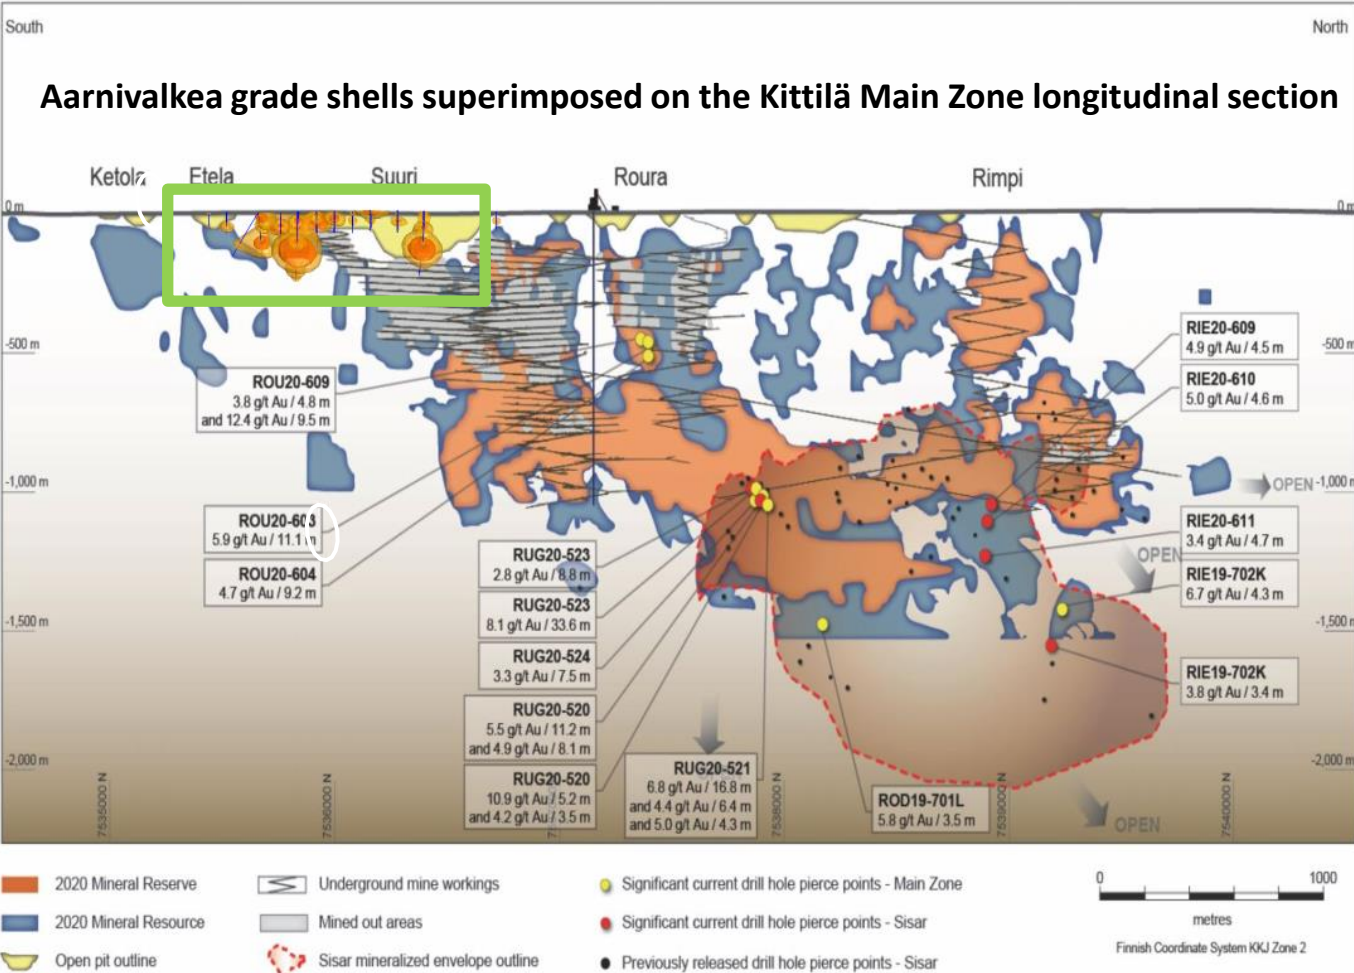 South
North
Aarnivalkea grade shells superimposed on the Kittilä Main Zone longitudinal section
Ketola
Etela
Suuri
Roura
Rimpi
0 m
0 m
-500 m
-500 m
-1,000 m
-1,000 m
-1,500 m
-1,500 m
-2,000 m
-2,000 m
ROU20-609
3.8 g/t Au / 4.8 m
and 12.4 g/t Au / 9.5 m
ROU20-603
5.9 g/t Au / 11.1 m
ROU20-604
4.7 g/t Au / 9.2 m
RUG20-523
2.8 g/t Au / 8.8 m
RUG20-523
8.1 g/t Au / 33.6 m
RUG20-524
3.3 g/t Au / 7.5 m
RUG20-520
5.5 g/t Au / 11.2 m
and 4.9 g/t Au / 8.1 m
RUG20-520
10.9 g/t Au / 5.2 m
and 4.2 g/t Au / 3.5 m
RUG20-521
6.8 g/t Au / 16.8 m
and 4.4 g/t Au / 6.4 m
and 5.0 g/t Au / 4.3 m
ROD19-701L
5.8 g/t Au / 3.5 m
RIE20-609
4.9 g/t Au / 4.5 m
RIE20-610
5.0 g/t Au / 4.6 m
OPEN
RIE20-611
3.4 g/t Au / 4.7 m
OPEN
RIE19-702K
6.7 g/t Au / 4.3 m
RIE19-702K
3.8 g/t Au / 3.4 m
OPEN
7535000 N
7536000 N
7538000 N
7539000 N
7540000 N
2020 Mineral Reserve
2020 Mineral Resource
Open pit outline
Underground mine workings
Mined out areas
Sisar mineralized envelope outline
Significant current drill hole pierce points - Main Zone
Significant current drill hole pierce points - Sisar
Previously released drill hole pierce points - Sisar
0
1000
metres
Finnish Coordinate System KKJ Zone 2